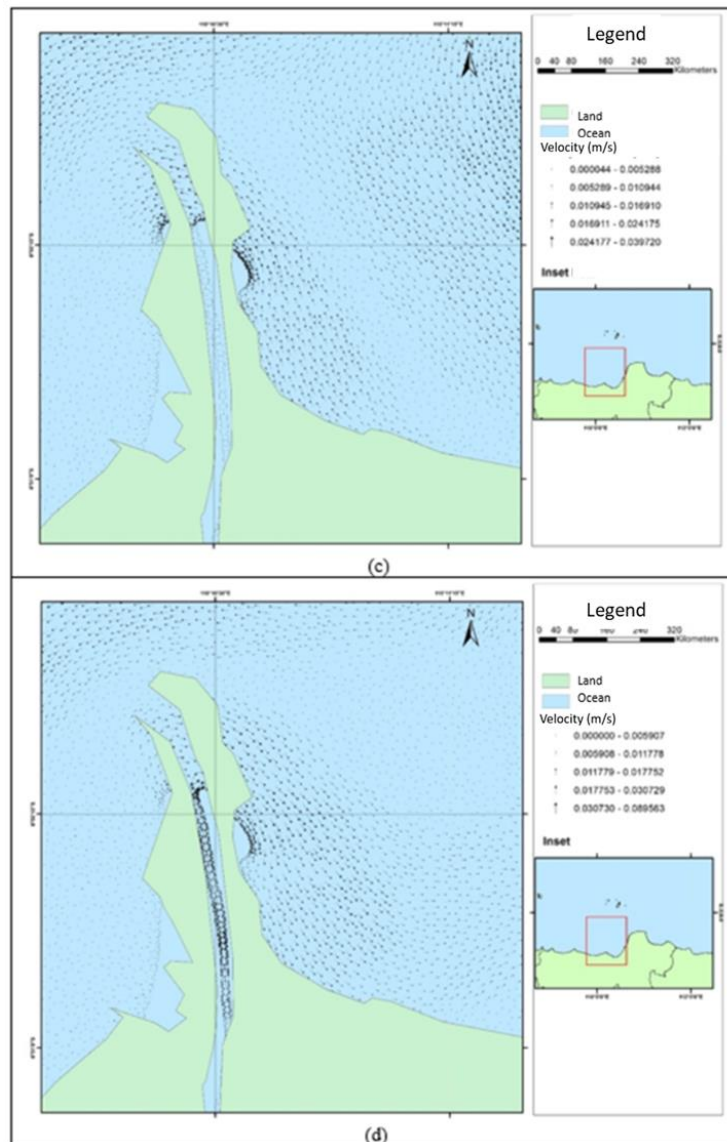 N
Legend
0 40 80 160 240 320
Kilometers
Land
Ocean
Velocity (m/s)
0.000044 - 0.005288
0.005289 - 0.010944
0.010945 - 0.016910
0.016911 - 0.024175
0.024177 - 0.039720
Inset
(c)
N
Legend
0 40 80 320
Kilometers
Land
Ocean
Velocity (m/s)
0.000000 - 0.005907
0.005908 - 0.011778
0.011779 - 0.017752
0.017753 - 0.030729
0.030730 - 0.089563
Inset
(d)